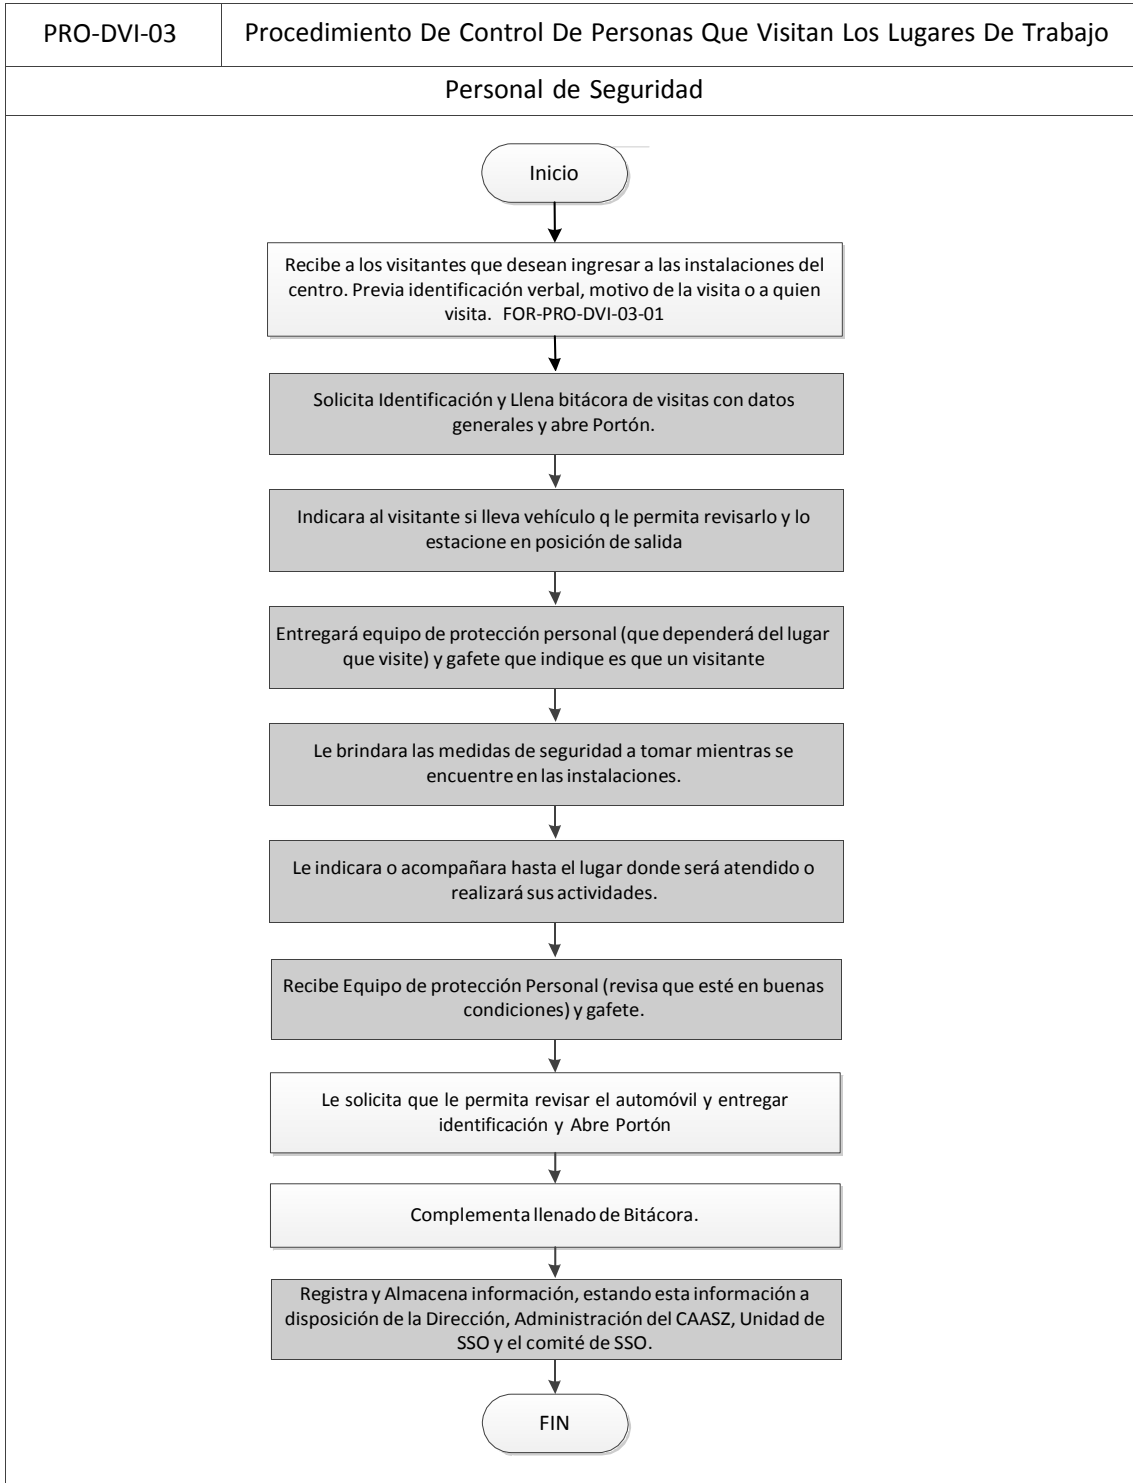 PRO-DVI-03
Procedimiento De Control De Personas Que Visitan Los Lugares De Trabajo
Personal de Seguridad
Inicio
Recibe a los visitantes que desean ingresar a las instalaciones del
centro. Previa identificación verbal, motivo de la visita o a quien
visita. FOR-PRO-DVI-03-01
Solicita Identificación y Llena bitácora de visitas con datos
generales y abre Portón.
Indicara al visitante si lleva vehículo q le permita revisarlo y lo
estacione en posición de salida
Entregará equipo de protección personal (que dependerá del lugar
que visite) y gafete que indique es que un visitante
Le brindara las medidas de seguridad a tomar mientras se
encuentre en las instalaciones.
Le indicara o acompañara hasta el lugar donde será atendido o
realizará sus actividades.
Recibe Equipo de protección Personal (revisa que esté en buenas
condiciones) y gafete.
Le solicita que le permita revisar el automóvil y entregar
identificación y Abre Portón
Complementa llenado de Bitácora.
Registra y Almacena información, estando esta información a
disposición de la Dirección, Administración del CAASZ, Unidad de
SSO y el comité de SSO.
FIN